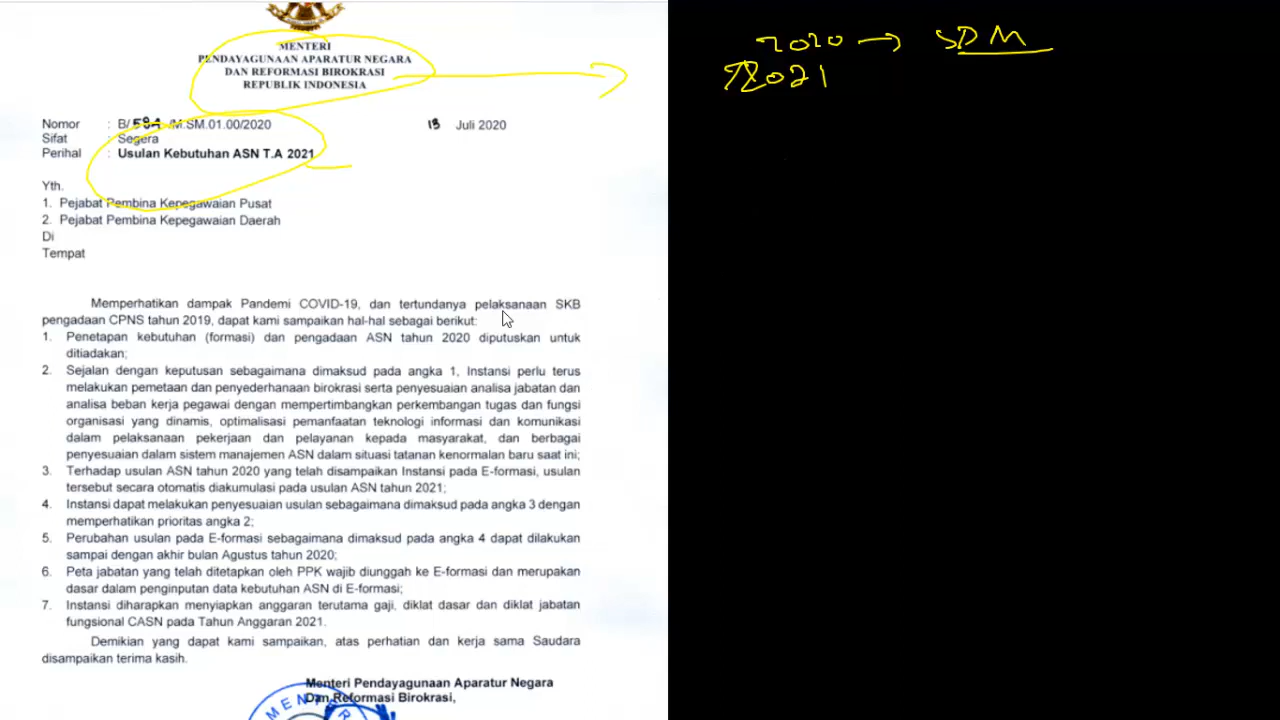 MENTERI
PENDAYAGUNAAN APARATUR NEGARA
DAN REFORMASI BIROKRASI
REPUBLIK INDONESIA
Nomor : B/584 /M.SM.01.00/2020 13 Juli 2020
Sifat : Segera
Perihal : Usulan Kebutuhan ASN T.A 2021
Yth.
1. Pejabat Pembina Kepegawaian Pusat
2. Pejabat Pembina Kepegawaian Daerah
Di
Tempat
Memperhatikan dampak Pandemi COVID-19, dan tertundanya pelaksanaan SKB
pengadaan CPNS tahun 2019, dapat kami sampaikan hal-hal sebagai berikut:
1. Penetapan kebutuhan (formasi) dan pengadaan ASN tahun 2020 diputuskan untuk
ditiadakan;
2. Sejalan dengan keputusan sebagaimana dimaksud pada angka 1, Instansi perlu terus
melakukan pemetaan dan penyederhanaan birokrasi serta penyesuaian analisa jabatan dan
analisa beban kerja pegawai dengan mempertimbangkan perkembangan tugas dan fungsi
organisasi yang dinamis, optimalisasi pemanfaatan teknologi informasi dan komunikasi
dalam pelaksanaan pekerjaan dan pelayanan kepada masyarakat, dan berbagai
penyesuaian dalam sistem manajemen ASN dalam situasi tatanan kenormalan baru saat ini;
3. Terhadap usulan ASN tahun 2020 yang telah disampaikan Instansi pada E-formasi, usulan
tersebut secara otomatis diakumulasi pada usulan ASN tahun 2021;
4. Instansi dapat melakukan penyesuaian usulan sebagaimana dimaksud pada angka 3 dengan
memperhatikan prioritas angka 2;
5. Perubahan usulan pada E-formasi sebagaimana dimaksud pada angka 4 dapat dilakukan
sampai dengan akhir bulan Agustus tahun 2020;
6. Peta jabatan yang telah ditetapkan oleh PPK wajib diunggah ke E-formasi dan merupakan
dasar dalam penginputan data kebutuhan ASN di E-formasi;
7. Instansi diharapkan menyiapkan anggaran terutama gaji, diklat dasar dan diklat jabatan
fungsional CASN pada Tahun Anggaran 2021.
Demikian yang dapat kami sampaikan, atas perhatian dan kerja sama Saudara
disampaikan terima kasih.
Menteri Pendayagunaan Aparatur Negara
Dan Reformasi Birokrasi,
MENTER
2020 → SDM
2021